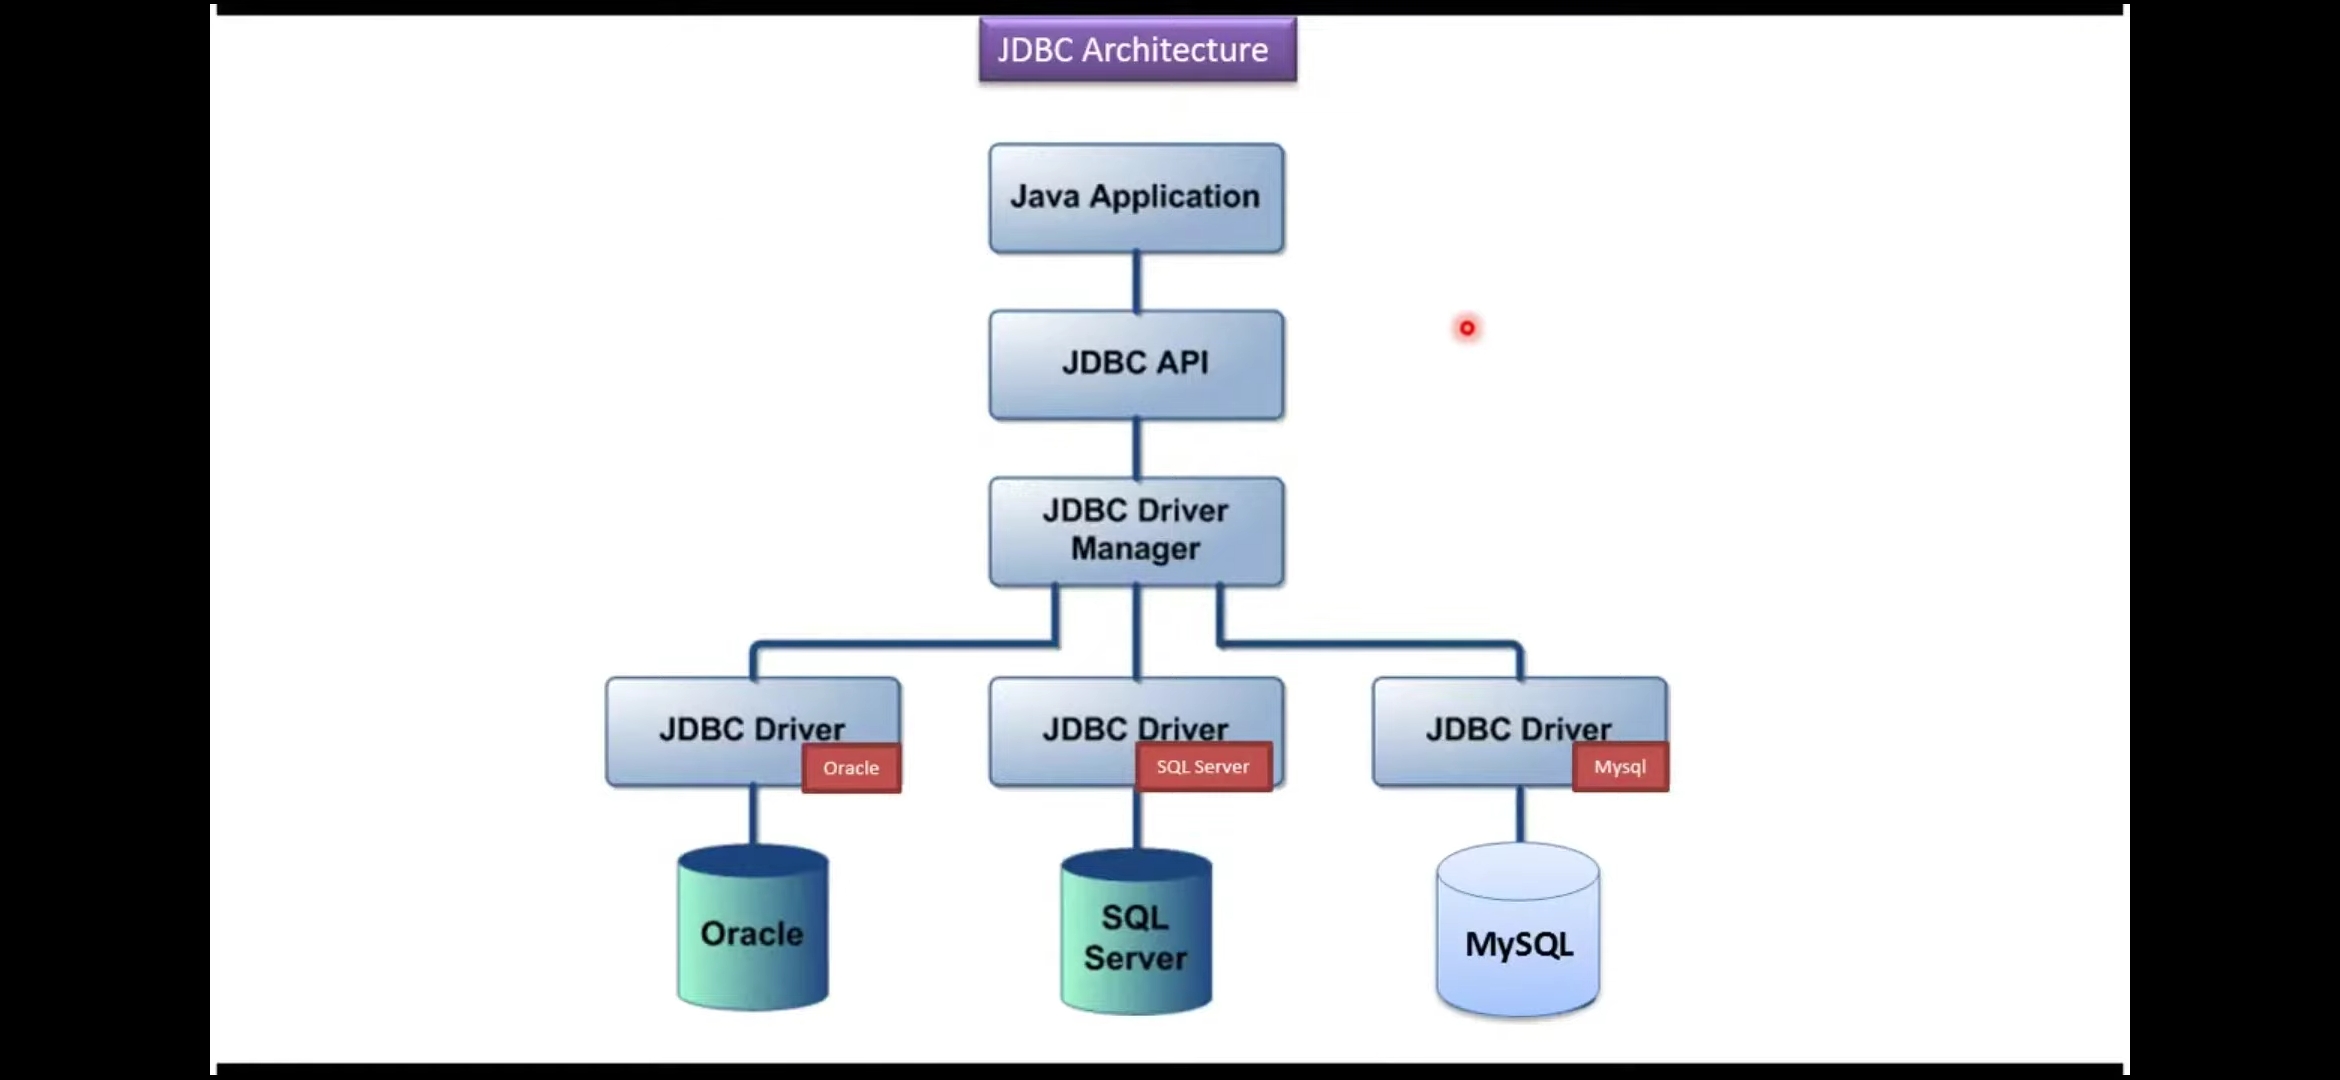 JDBC Architecture
Java Application
JDBC API
JDBC Driver
Manager
JDBC Driver
Oracle
JDBC Driver
SQL Server
JDBC Driver
Mysql
Oracle
SQL
Server
MySQL